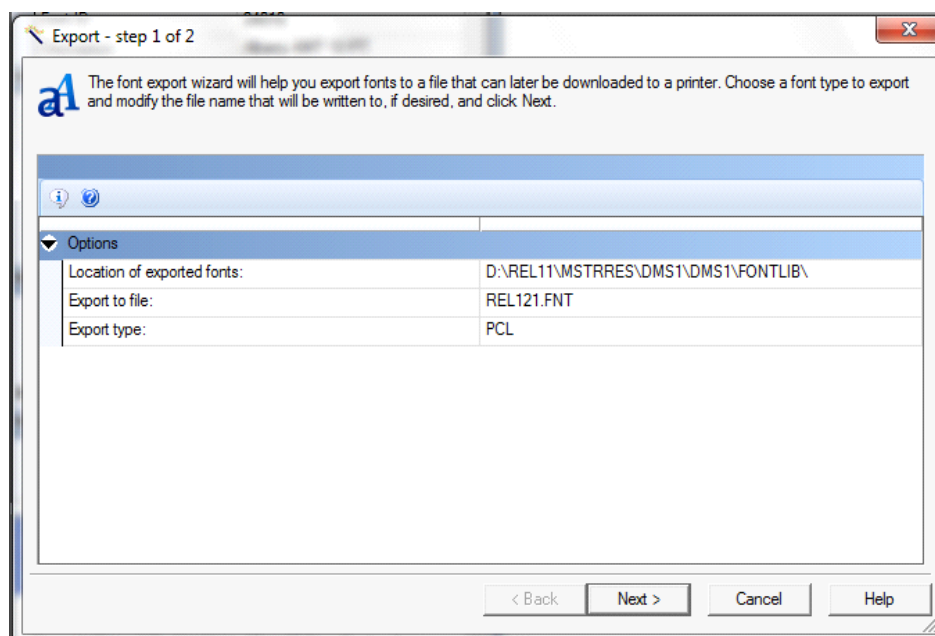 Export - step 1 of 2
The font export wizard will help you export fonts to a file that can later be downloaded to a printer. Choose a font type to export
and modify the file name that will be written to, if desired, and click Next.
Options
Location of exported fonts: D:\REL11\MSTRRES\DMS1\DMS1\FONTLIB\
Export to file: REL121.FNT
Export type: PCL
< Back Next > Cancel Help